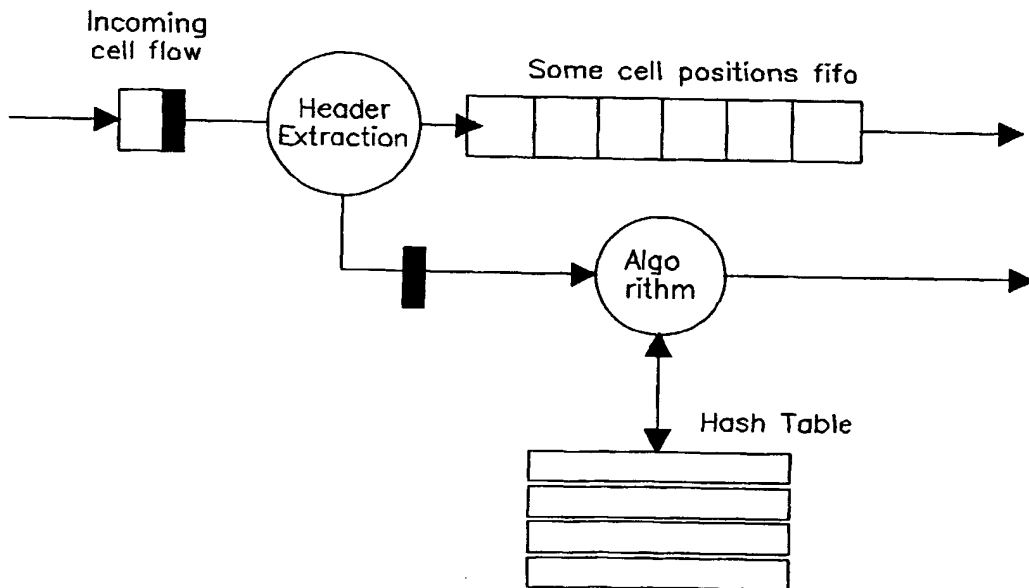 Incoming
cell flow
Some cell positions fifo
Header
Extraction
Algo
rithm
Hash Table